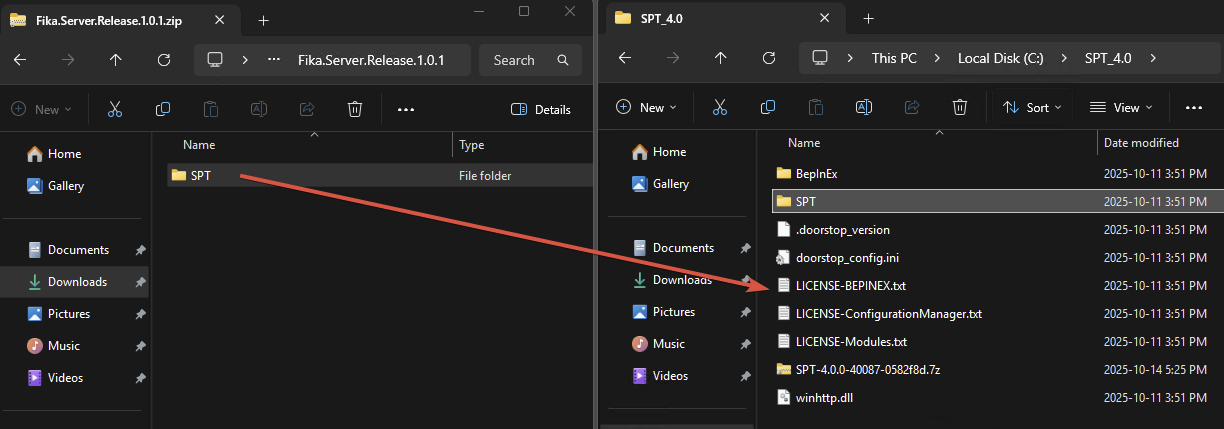 Fika.Server.Release.1.0.1.zip
Fika.Server.Release.1.0.1
Search
New
Details
Name
Type
Home
Gallery
Documents
Downloads
Pictures
Music
Videos
SPT
File folder
SPT_4.0
This PC
Local Disk (C:)
SPT_4.0
New
Sort
View
Name
Date modified
Home
Gallery
Documents
Downloads
Pictures
Music
Videos
BepInEx 2025-10-11 3:51 PM
SPT 2025-10-11 3:51 PM
.doorstop_version 2025-10-11 3:51 PM
doorstop_config.ini 2025-10-11 3:51 PM
LICENSE-BEPINEX.txt 2025-10-11 3:51 PM
LICENSE-ConfigurationManager.txt 2025-10-11 3:51 PM
LICENSE-Modules.txt 2025-10-11 3:51 PM
SPT-4.0.0-40087-0582f8d.7z 2025-10-14 5:25 PM
winhttp.dll 2025-10-11 3:51 PM